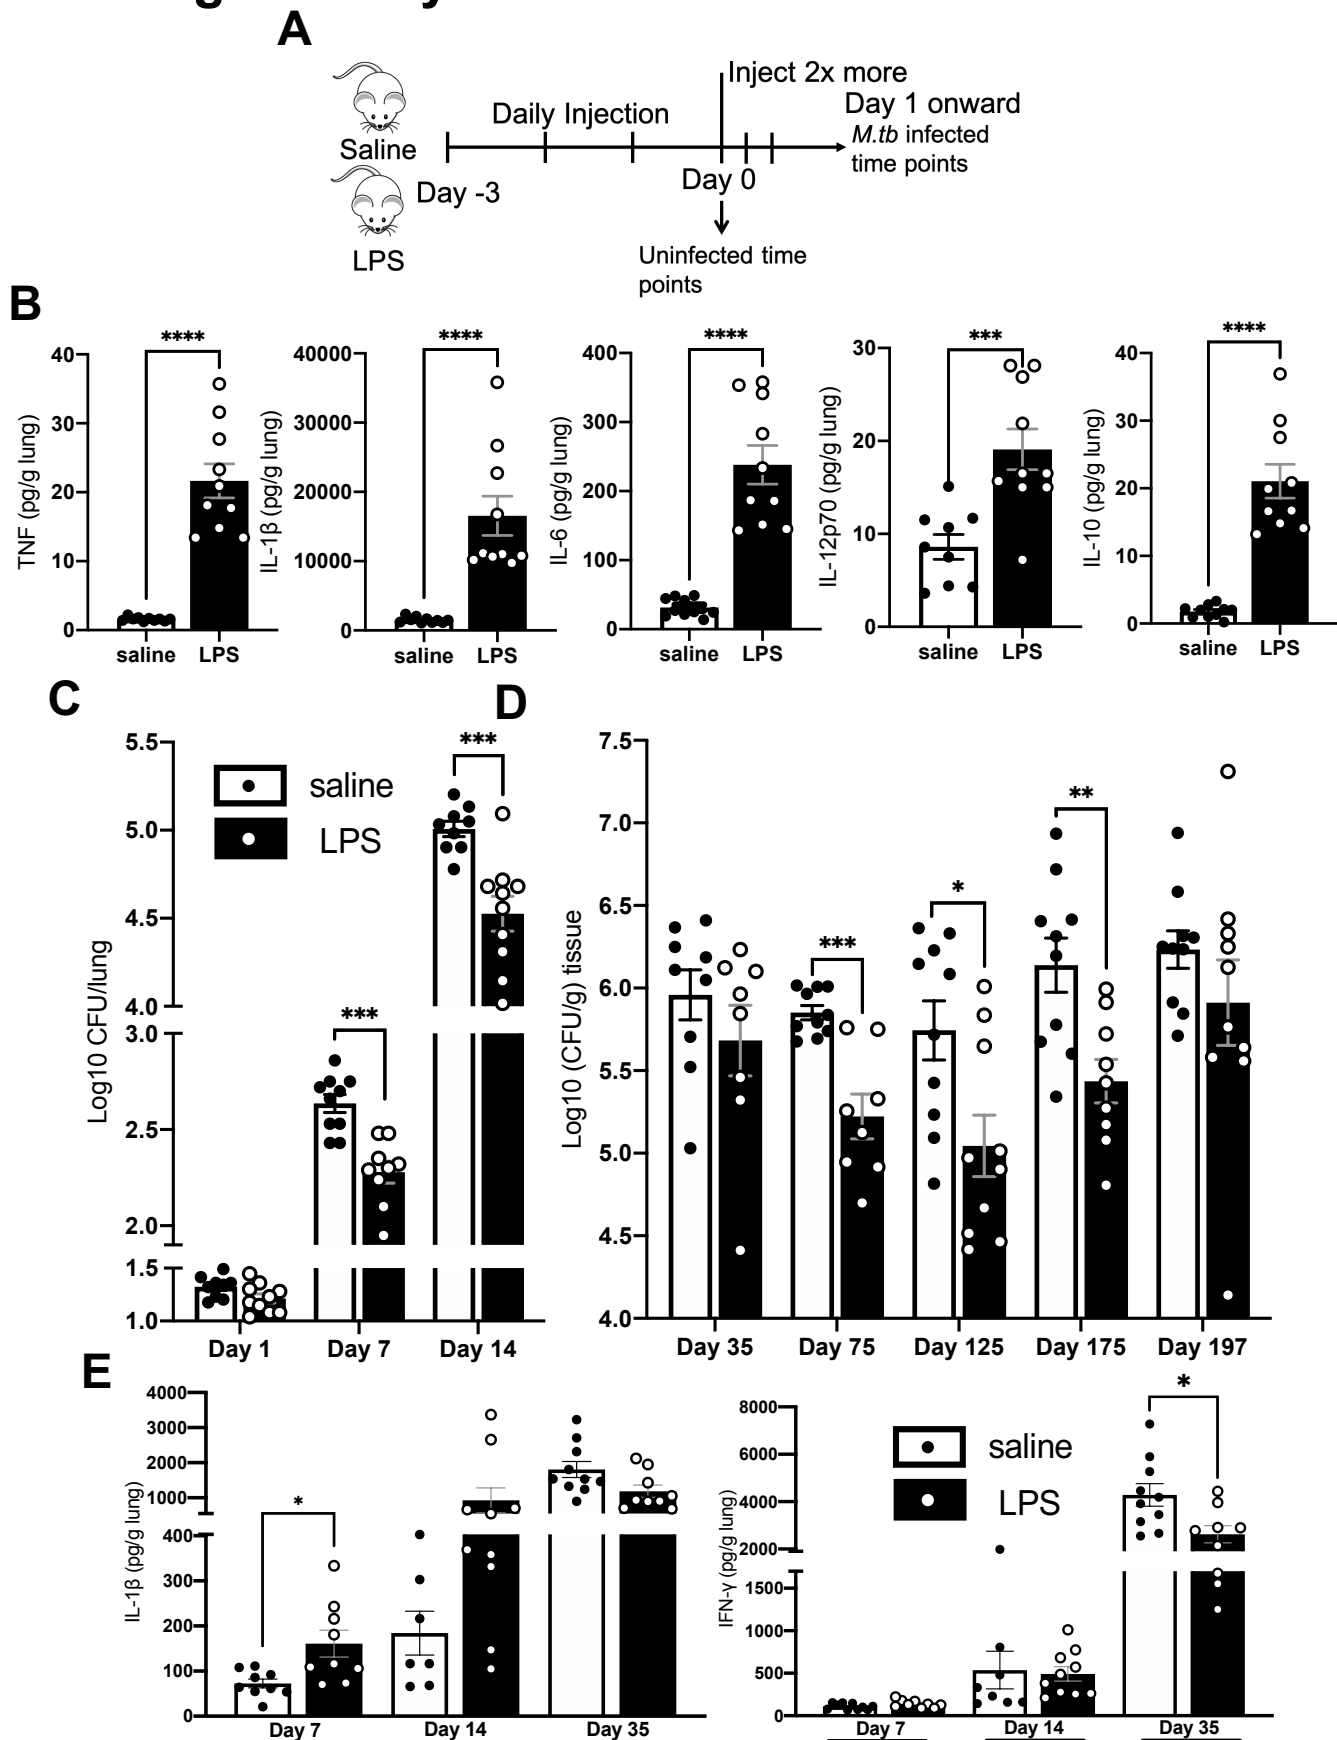 A
Inject 2x more
Daily Injection
Day 1 onward
M.tb infected
time points
Saline
Day -3
Day 0
LPS
Uninfected time
points
B
****
40
30
20
10
0
TNF (pg/g lung)
saline LPS
****
40000
30000
20000
10000
0
IL-1β (pg/g lung)
saline LPS
****
400
300
200
100
0
IL-6 (pg/g lung)
saline LPS
***
30
20
10
0
IL-12p70 (pg/g lung)
saline LPS
****
40
30
20
10
0
IL-10 (pg/g lung)
saline LPS
C
5.5
5.0
4.5
4.0
3.0
2.5
2.0
1.5
1.0
Log10 CFU/lung
saline
LPS
***
***
Day 1 Day 7 Day 14
D
7.5
7.0
6.5
6.0
5.5
5.0
4.5
4.0
Log10 (CFU/g) tissue
***
*
**
Day 35 Day 75 Day 125 Day 175 Day 197
E
4000
3000
2000
1000
400
300
200
100
0
IL-1β (pg/g lung)
*
Day 7 Day 14 Day 35
8000
6000
4000
2000
1500
1000
500
0
IFN-γ (pg/g lung)
saline
LPS
*
Day 7 Day 14 Day 35